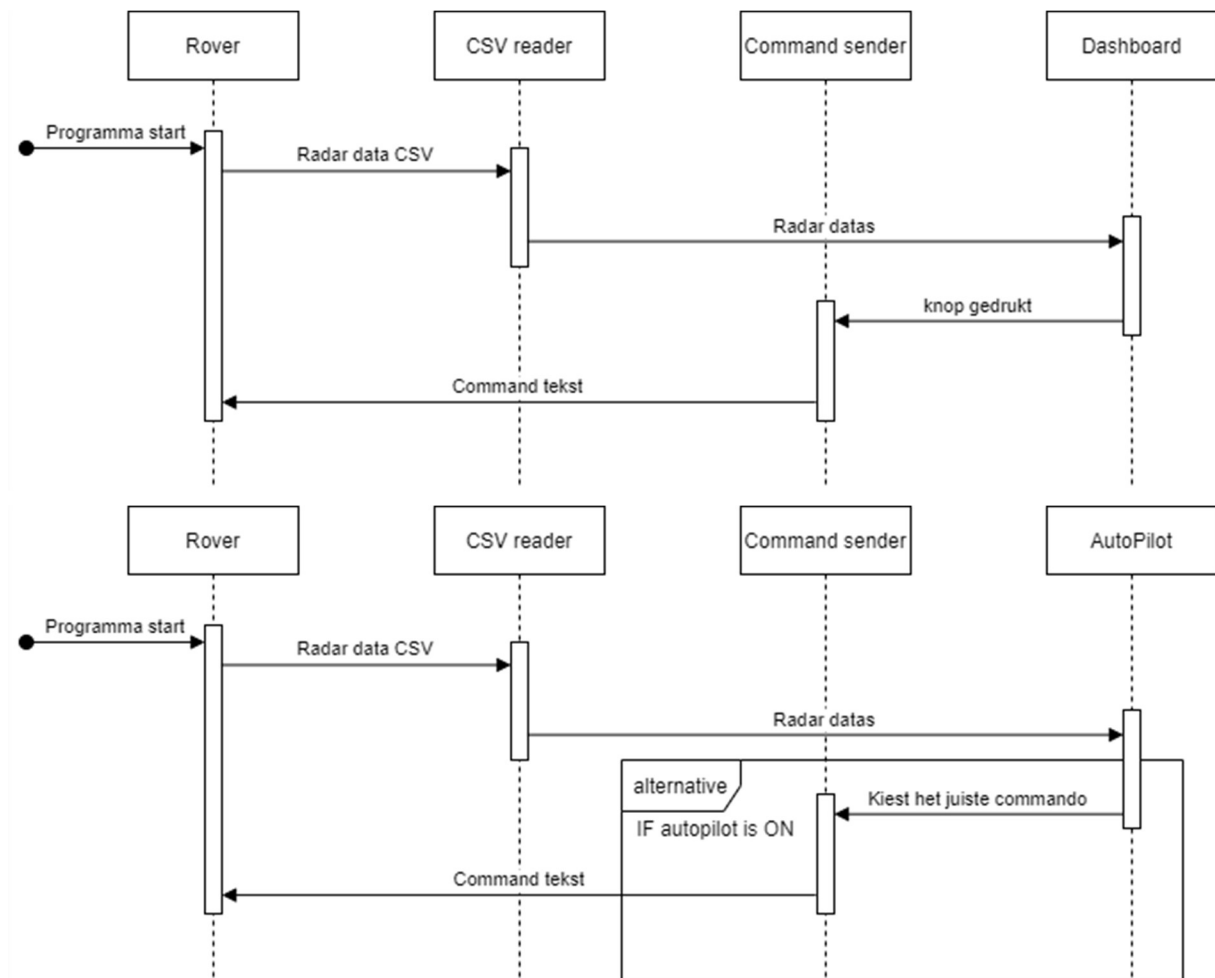 Rover
CSV reader
Command sender
Dashboard
Programma start
Radar data CSV
Radar datas
knop gedrukt
Command tekst
Rover
CSV reader
Command sender
AutoPilot
Programma start
Radar data CSV
Radar datas
alternative
Kiest het juiste commando
IF autopilot is ON
Command tekst